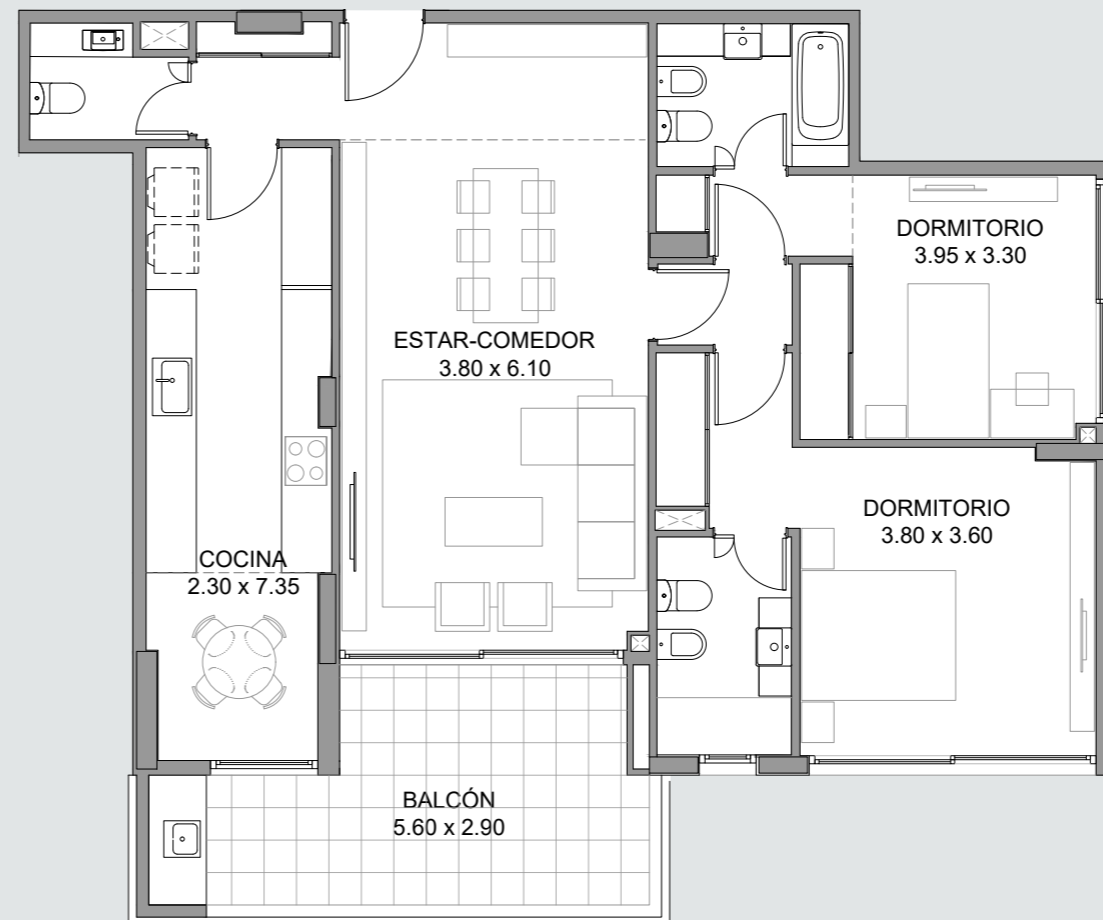 DORMITORIO
3.95 x 3.30
ESTAR-COMEDOR
3.80 x 6.10
DORMITORIO
3.80 x 3.60
COCINA
2.30 x 7.35
BALCÓN
5.60 x 2.90